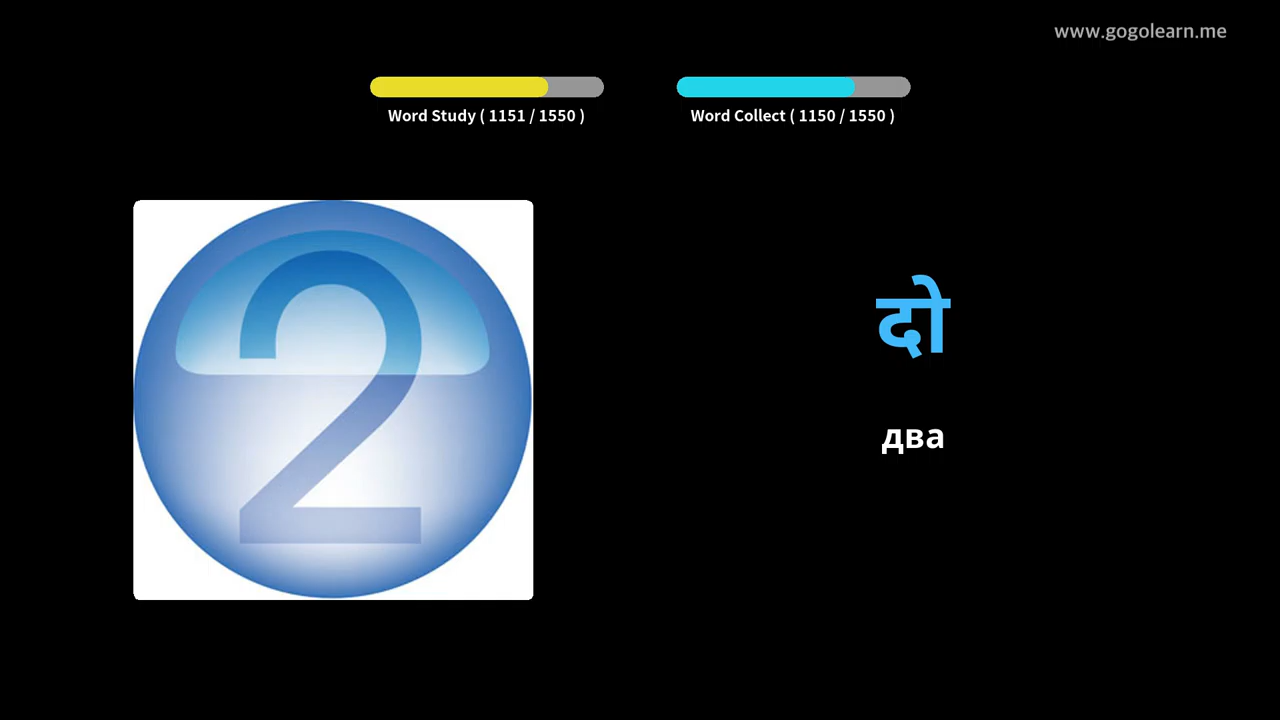 www.gogolearn.me
Word Study ( 1151 / 1550 )
Word Collect ( 1150 / 1550 )
2
दो
два